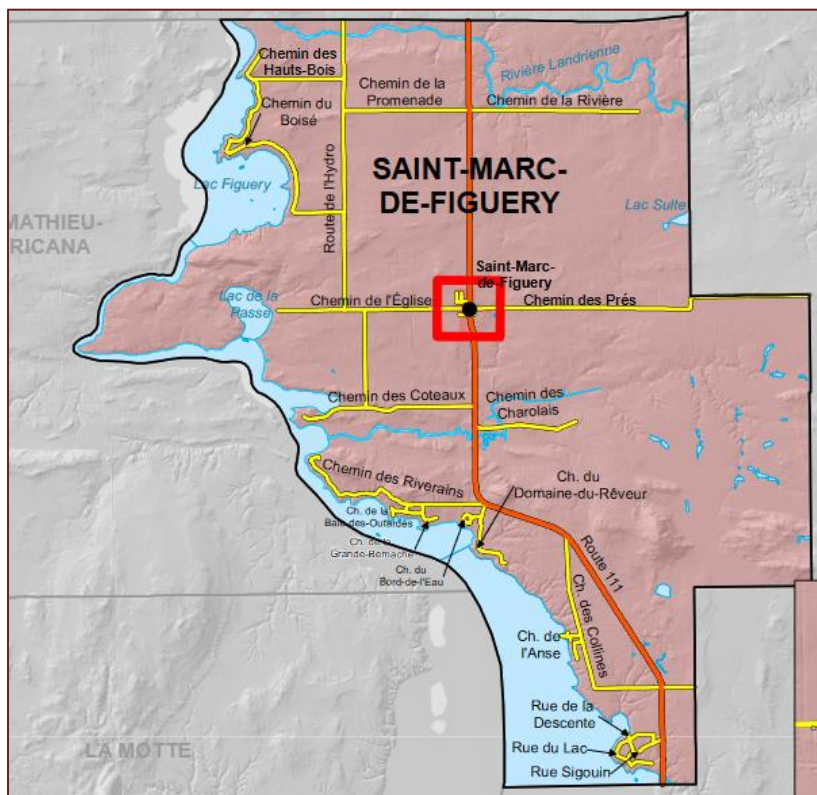 Chemin des
Hauts-Bois
Rivière Landrienne
Chemin de la
Promenade
Chemin de la Rivière
Chemin du
Boisé
Route de l'Hydro
SAINT-MARC-
DE-FIGUERY
Lac Figuery
Lac Sulte
MATHIEU-
RICANA
Saint-Marc-
de-Figuery
Lac de la
Passe
Chemin de l'Église
Chemin des Prés
Chemin des Coteaux
Chemin des
Charolais
Chemin des Riverains
Ch. du
Domaine-du-Rêveur
Ch. de la
Baie-des-Outardes
Ch. de la
Grande-Bernache
Ch. du
Bord-de-l'Eau
Route 111
Ch. des Collines
Ch. de
l'Anse
Rue de la
Descente
Rue du Lac
Rue Sigouin
LA MOTTE